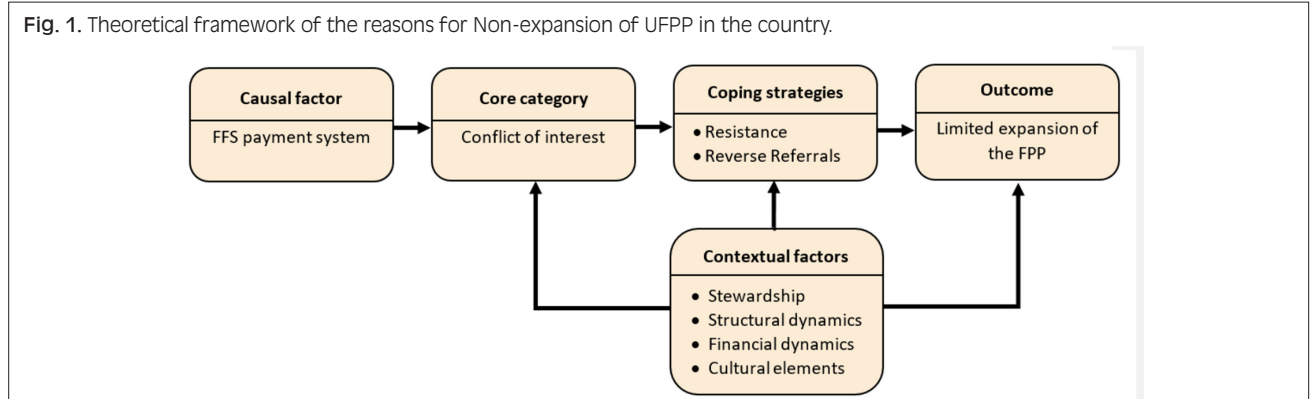 Fig. 1. Theoretical framework of the reasons for Non-expansion of UFPP in the country.
Causal factor
FFS payment system
Core category
Conflict of interest
Coping strategies
• Resistance
• Reverse Referrals
Outcome
Limited expansion of
the FPP
Contextual factors
• Stewardship
• Structural dynamics
• Financial dynamics
• Cultural elements